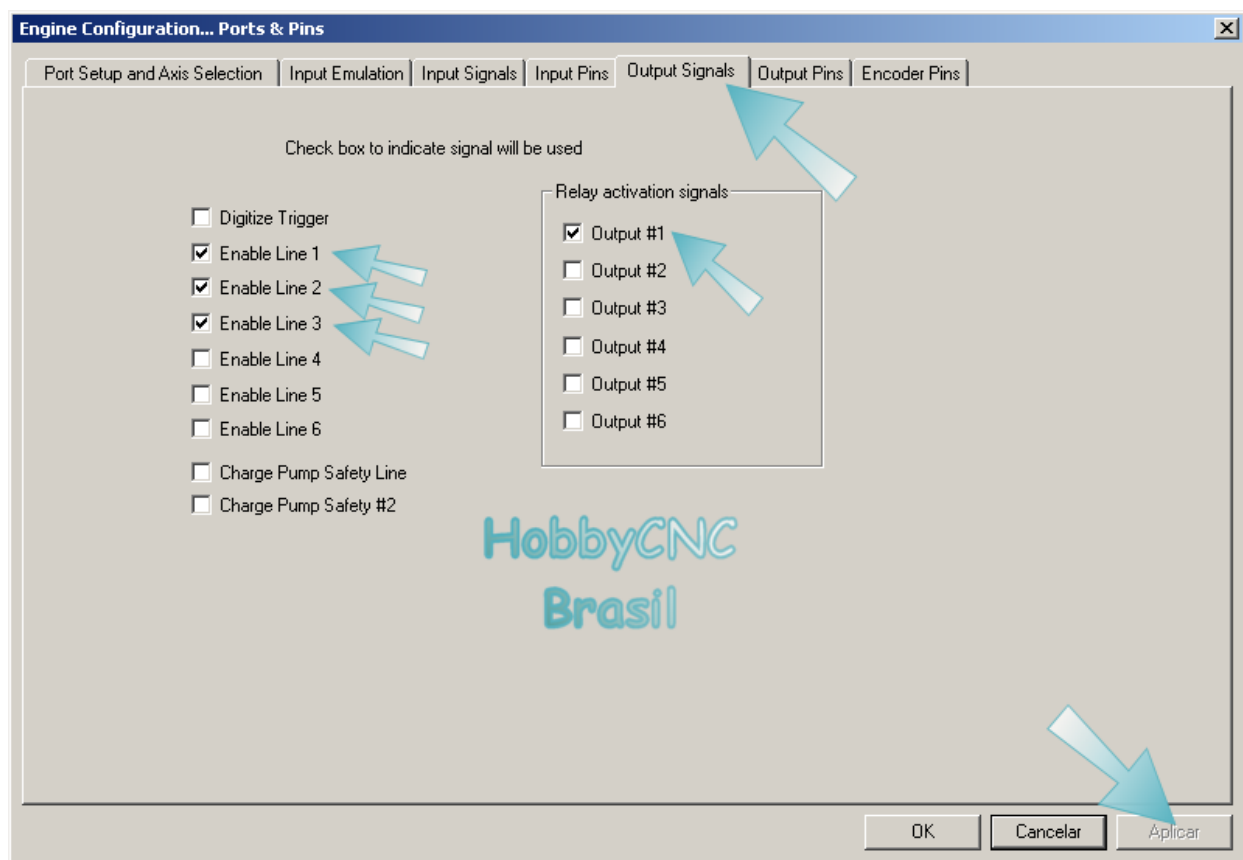 Engine Configuration... Ports & Pins
Port Setup and Axis Selection
Input Emulation
Input Signals
Input Pins
Output Signals
Output Pins
Encoder Pins
Check box to indicate signal will be used
Digitize Trigger
Enable Line 1
Enable Line 2
Enable Line 3
Enable Line 4
Enable Line 5
Enable Line 6
Charge Pump Safety Line
Charge Pump Safety #2
Relay activation signals
Output #1
Output #2
Output #3
Output #4
Output #5
Output #6
HobbyCNC
Brasil
OK
Cancelar
Aplicar